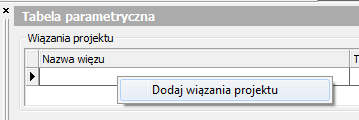 Tabela parametryczna
Wiązania projektu
Nazwa więzu T
Dodaj wiązania projektu